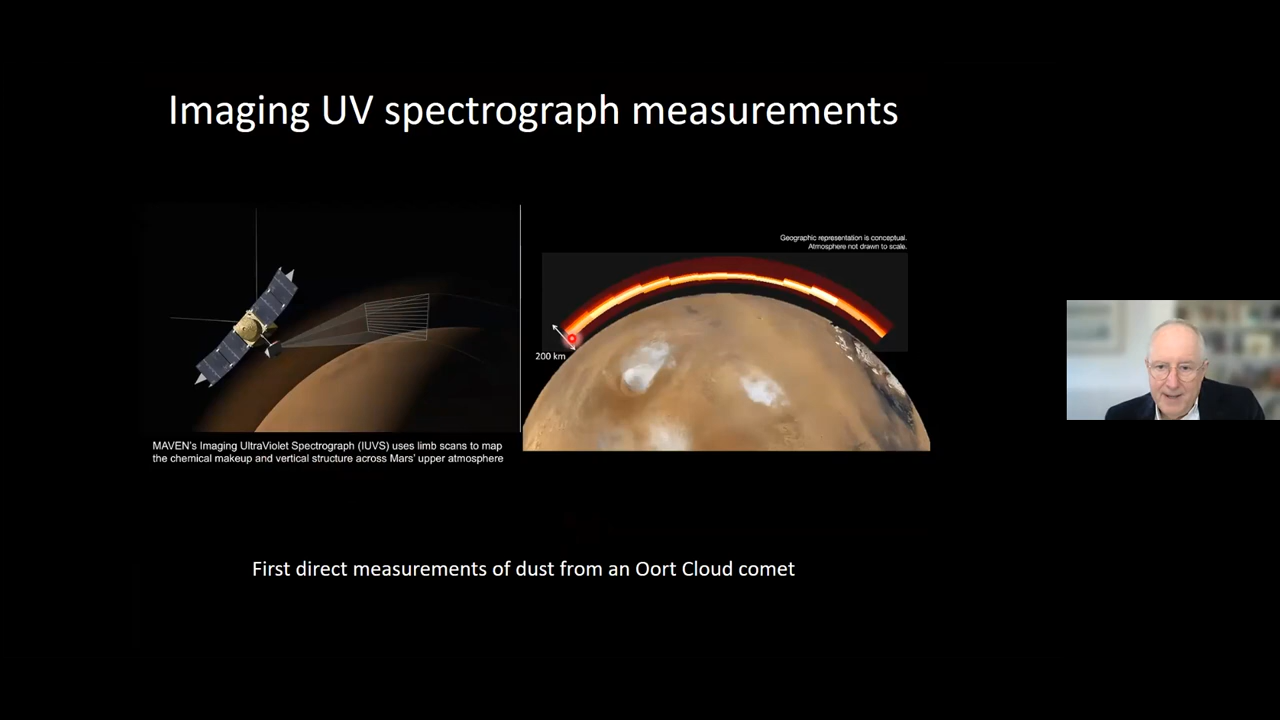 Imaging UV spectrograph measurements
Geographic representation is conceptual.
Atmosphere not drawn to scale.
200 km
MAVEN's Imaging UltraViolet Spectrograph (IUVS) uses limb scans to map
the chemical makeup and vertical structure across Mars' upper atmosphere
First direct measurements of dust from an Oort Cloud comet